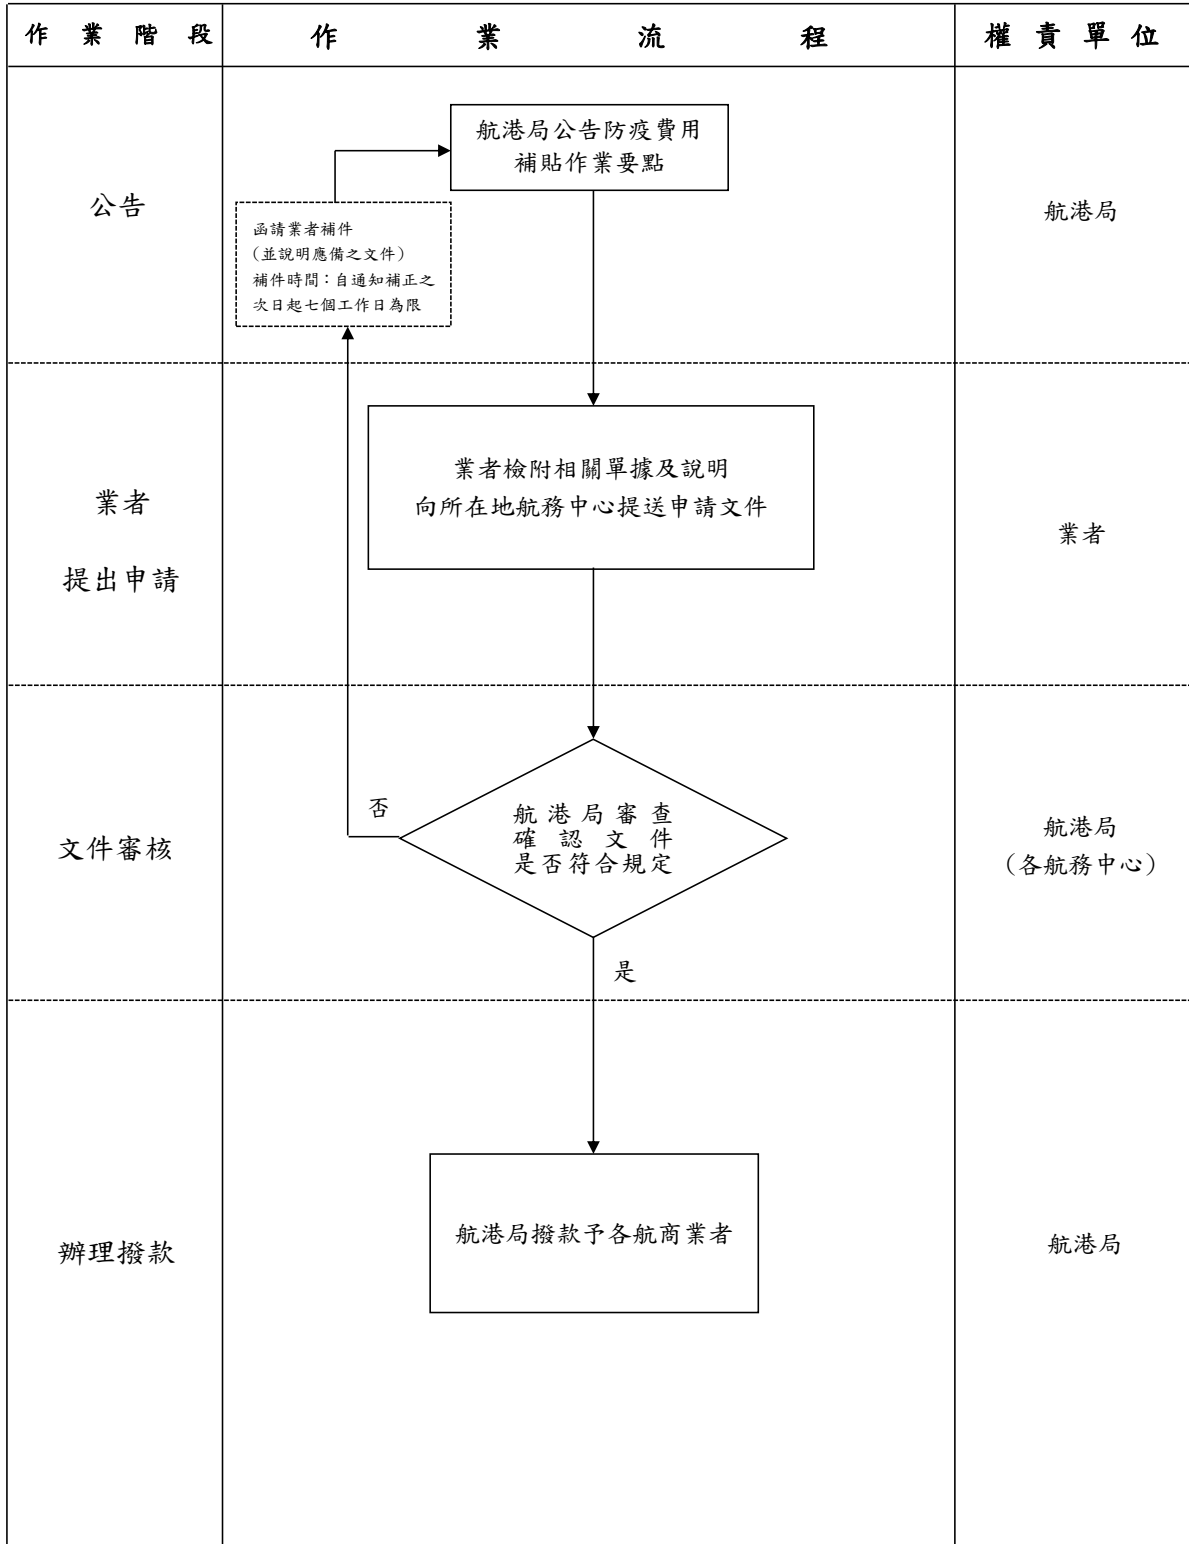 作業階段
作業流程
權責單位
公告
航港局公告防疫費用
補貼作業要點
函請業者補件
(並說明應備之文件)
補件時間：自通知補正之
次日起七個工作日為限
航港局
業者
提出申請
業者檢附相關單據及說明
向所在地航務中心提送申請文件
業者
文件審核
否
航港局審查
確認文件
是否符合規定
是
航港局
(各航務中心)
辦理撥款
航港局撥款予各航商業者
航港局